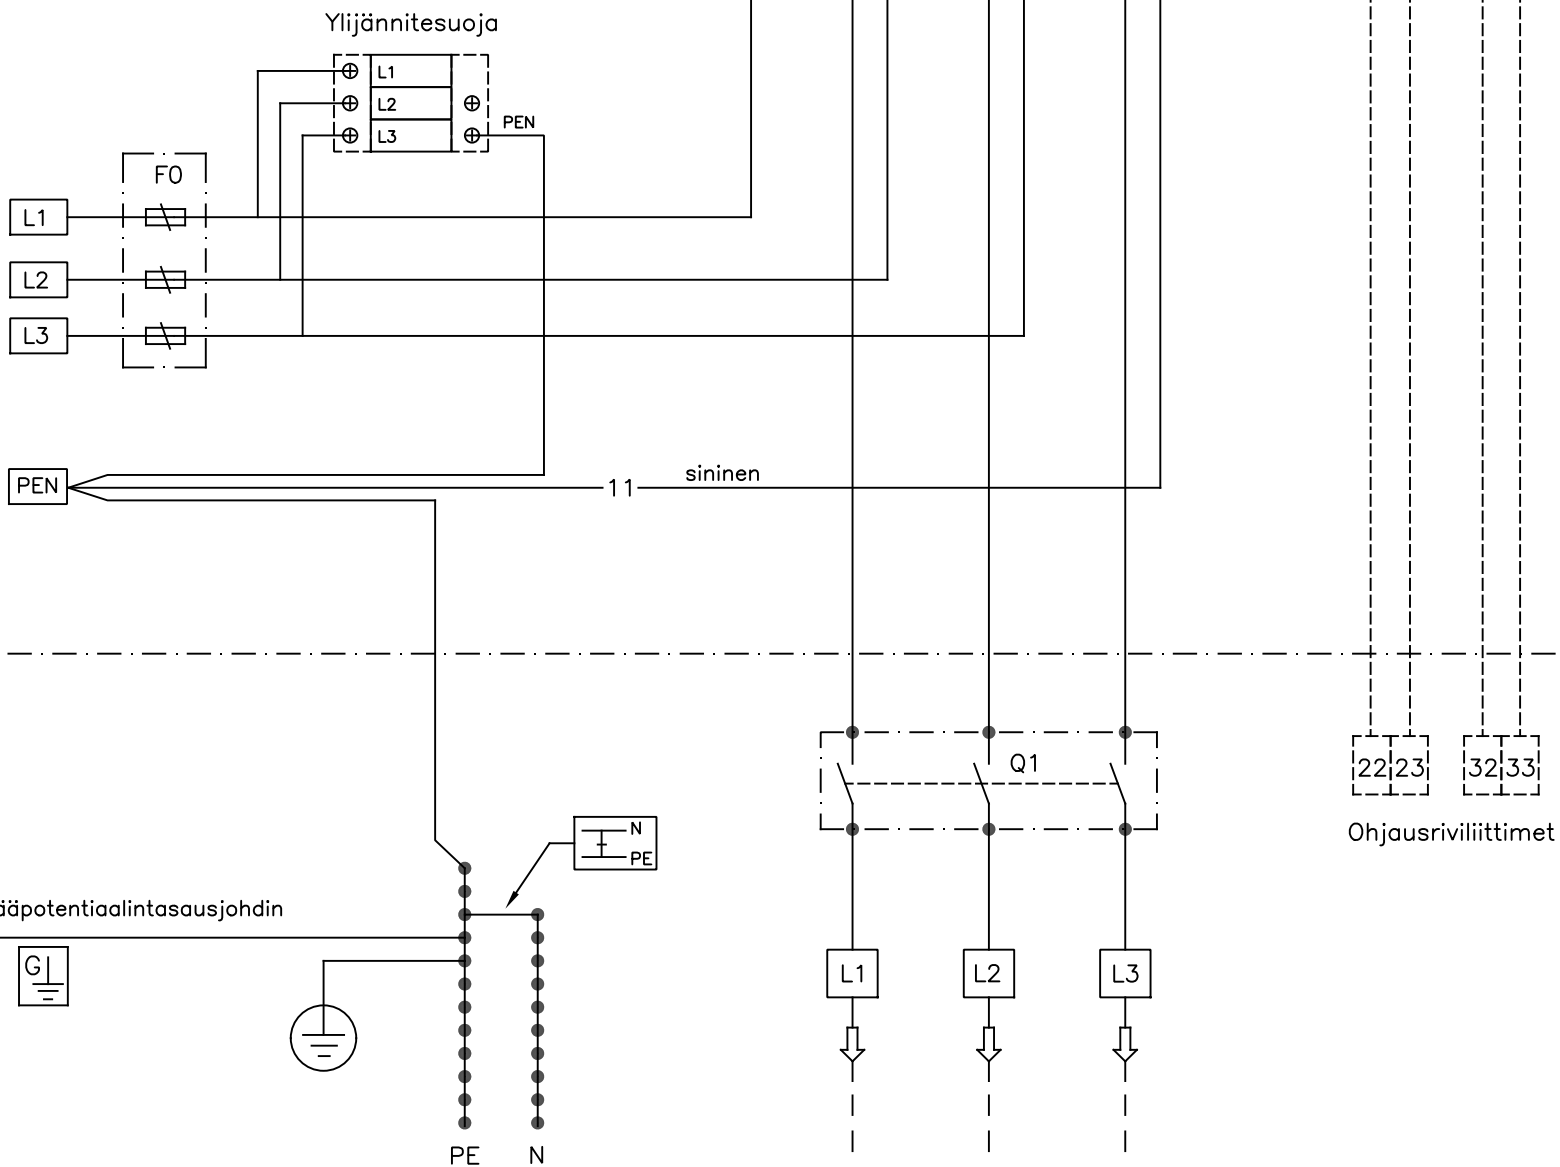 Ylijännitesuoja
L1
L2
L3
PEN
F0
L1
L2
L3
PEN
11
sininen
Q1
22 23 32 33
Ohjausriviliittimet
N
PE
ääpotentiaalintasausjohdin
G
L1 L2 L3
PE N